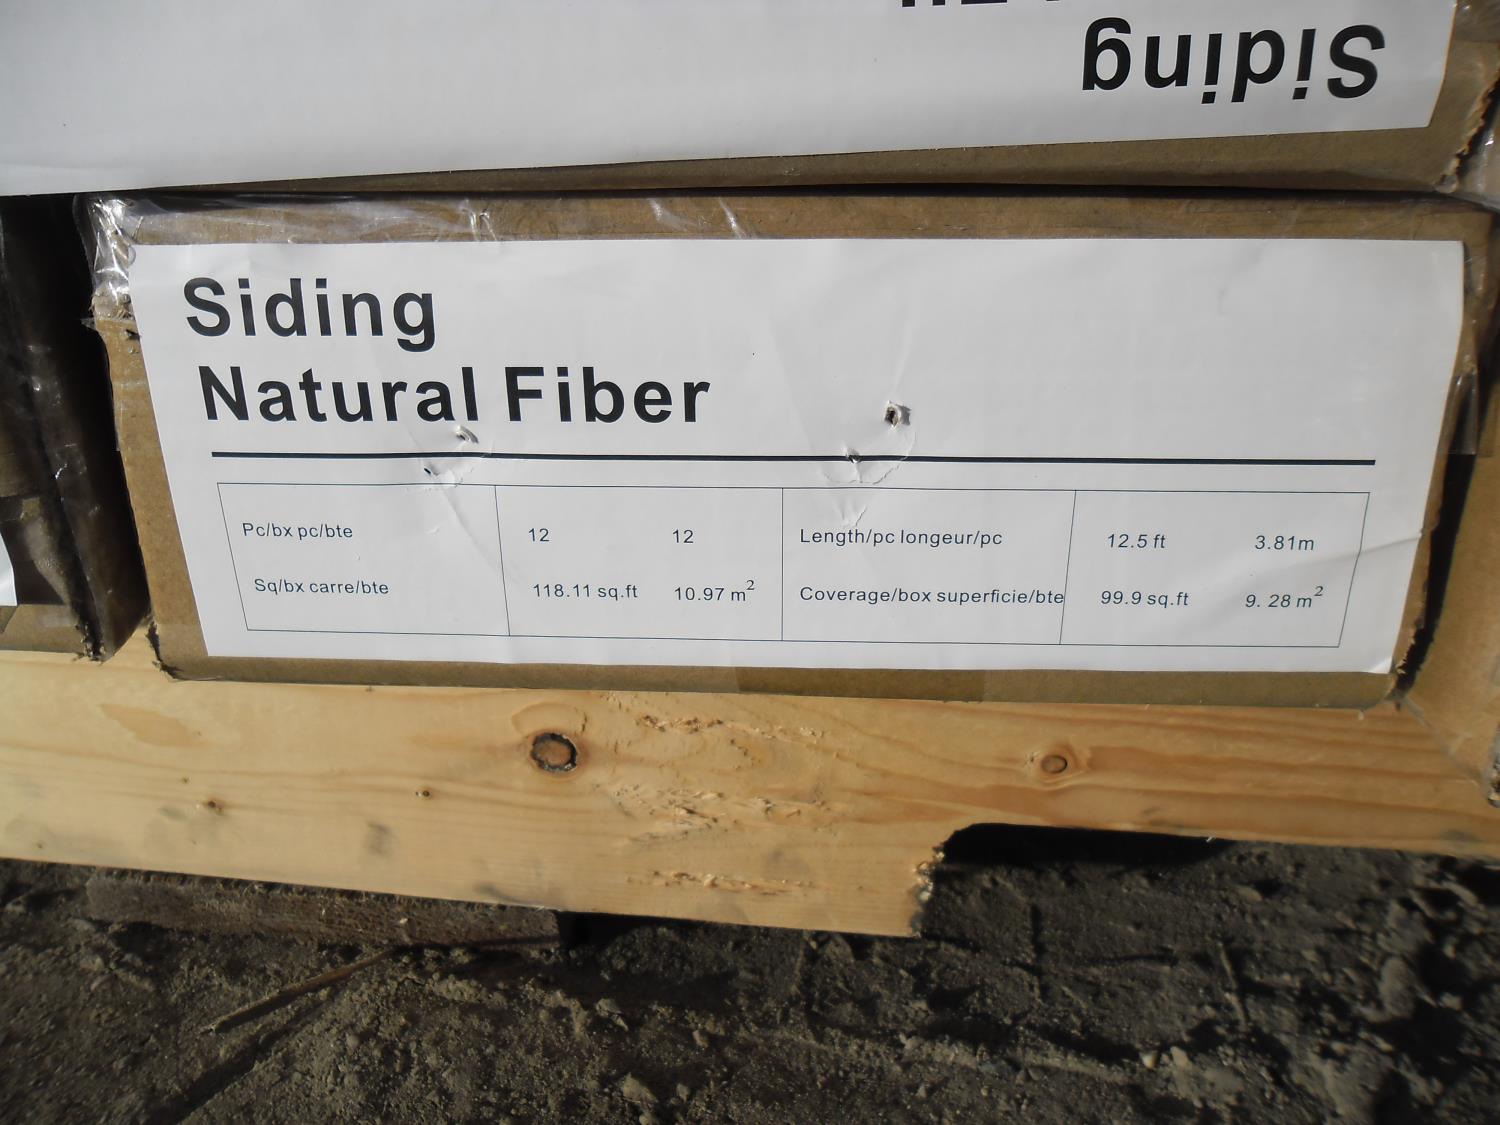 Siding
Siding
Natural Fiber
Pc/bx pc/bte 12 12 Length/pc longeur/pc 12.5 ft 3.81m
Sq/bx carre/bte 118.11 sq.ft 10.97 m² Coverage/box superficie/bte 99.9 sq.ft 9. 28 m²